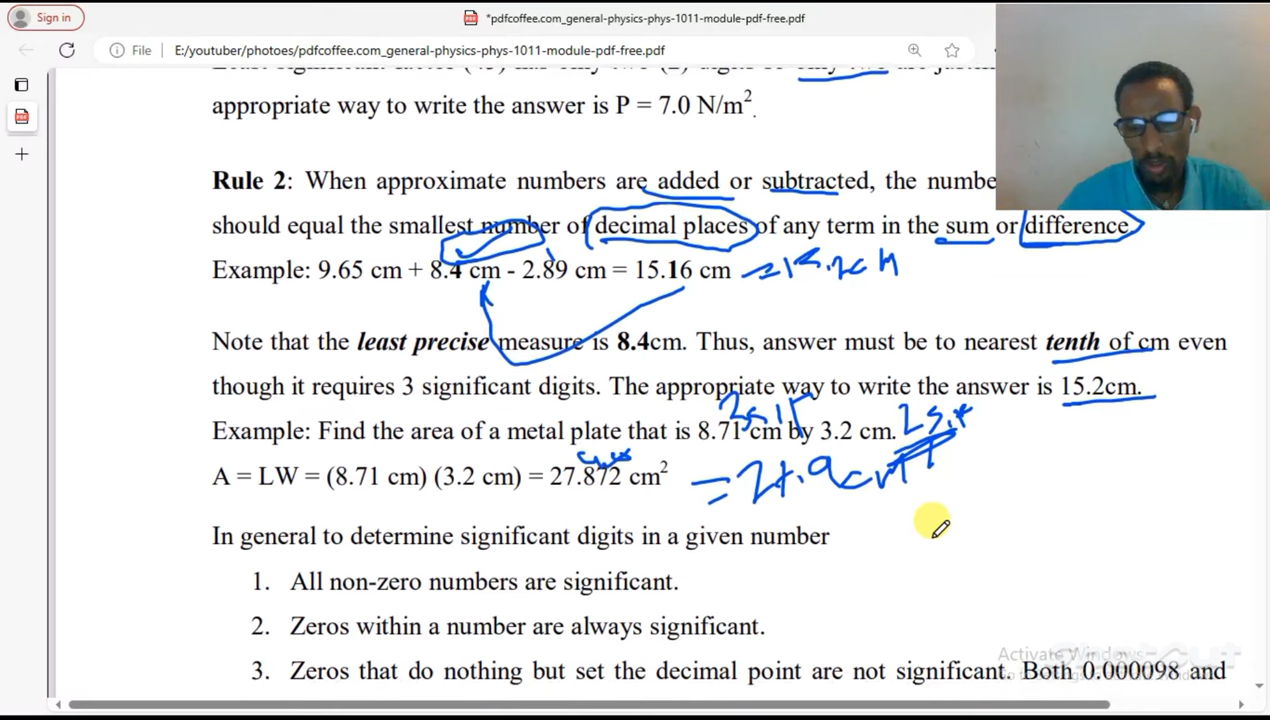 Sign in
*pdfcoffee.com_general-physics-phys-1011-module-pdf-free.pdf
File E:/youtuber/photoes/pdfcoffee.com_general-physics-phys-1011-module-pdf-free.pdf
appropriate way to write the answer is P = 7.0 N/m².
Rule 2: When approximate numbers are added or subtracted, the numbe
should equal the smallest number of decimal places of any term in the sum or difference
Example: 9.65 cm + 8.4 cm - 2.89 cm = 15.16 cm
Note that the least precise measure is 8.4cm. Thus, answer must be to nearest tenth of cm even
though it requires 3 significant digits. The appropriate way to write the answer is 15.2cm.
Example: Find the area of a metal plate that is 8.71 cm by 3.2 cm.
A = LW = (8.71 cm) (3.2 cm) = 27.872 cm²
In general to determine significant digits in a given number
1. All non-zero numbers are significant.
2. Zeros within a number are always significant.
3. Zeros that do nothing but set the decimal point are not significant. Both 0.000098 and
Activate Windows